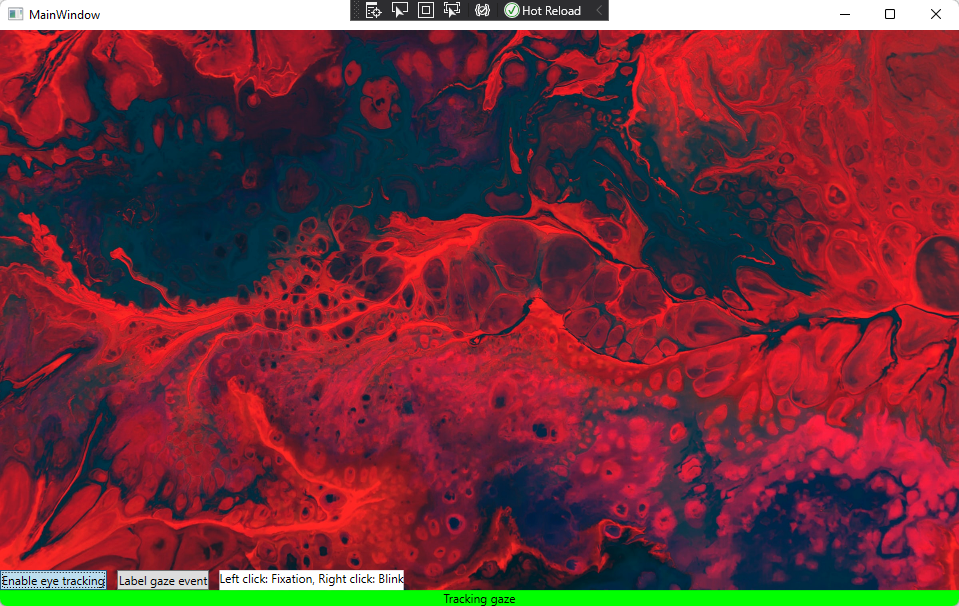 MainWindow
Hot Reload
Enable eye tracking
Label gaze event
Left click: Fixation, Right click: Blink
Tracking gaze